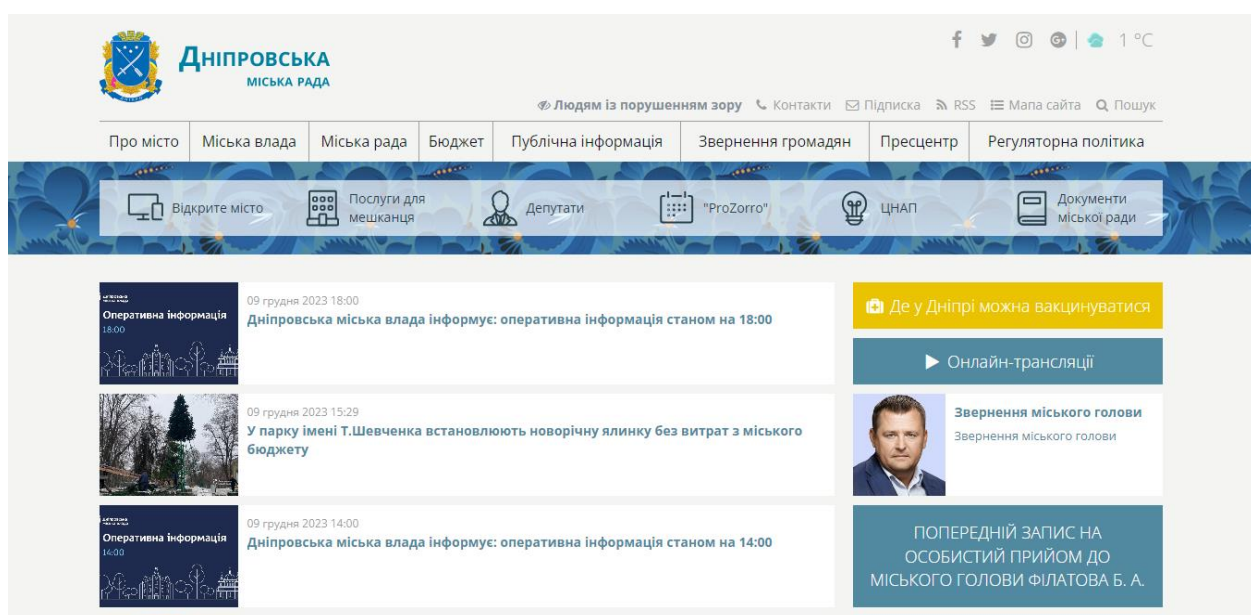 ДНІПРОВСЬКА
МІСЬКА РАДА
1 °C
Людям із порушенням зору Контакти Підписка RSS Мапа сайта Пошук
Про місто Міська влада Міська рада Бюджет Публічна інформація Звернення громадян Пресцентр Регуляторна політика
Відкрите місто
Послуги для
мешканця
Депутати
"ProZorro"
ЦНАП
Документи
міської ради
Оперативна інформація
18:00
09 грудня 2023 18:00
Дніпровська міська влада інформує: оперативна інформація станом на 18:00
09 грудня 2023 15:29
У парку імені Т.Шевченка встановлюють новорічну ялинку без витрат з міського
бюджету
Оперативна інформація
14:00
09 грудня 2023 14:00
Дніпровська міська влада інформує: оперативна інформація станом на 14:00
Де у Дніпрі можна вакцинуватися
Онлайн-трансляції
Звернення міського голови
Звернення міського голови
ПОПЕРЕДНІЙ ЗАПИС НА
ОСОБИСТИЙ ПРИЙОМ ДО
МІСЬКОГО ГОЛОВИ ФІЛАТОВА Б. А.